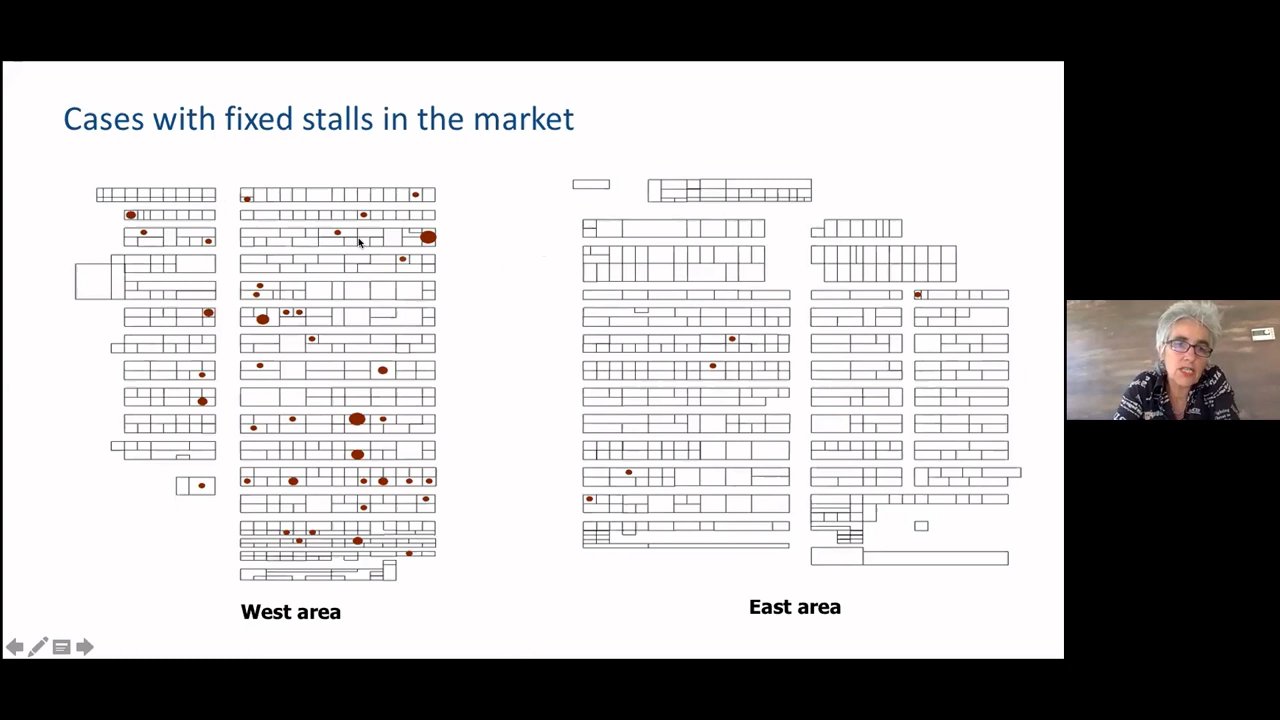 Cases with fixed stalls in the market
West area
East area